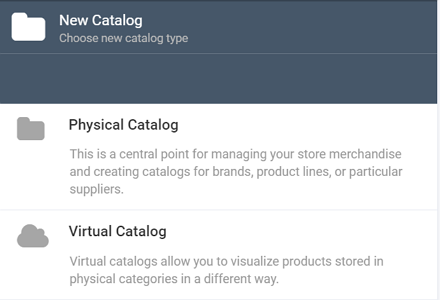 New Catalog
Choose new catalog type
Physical Catalog
This is a central point for managing your store merchandise
and creating catalogs for brands, product lines, or particular
suppliers.
Virtual Catalog
Virtual catalogs allow you to visualize products stored in
physical categories in a different way.